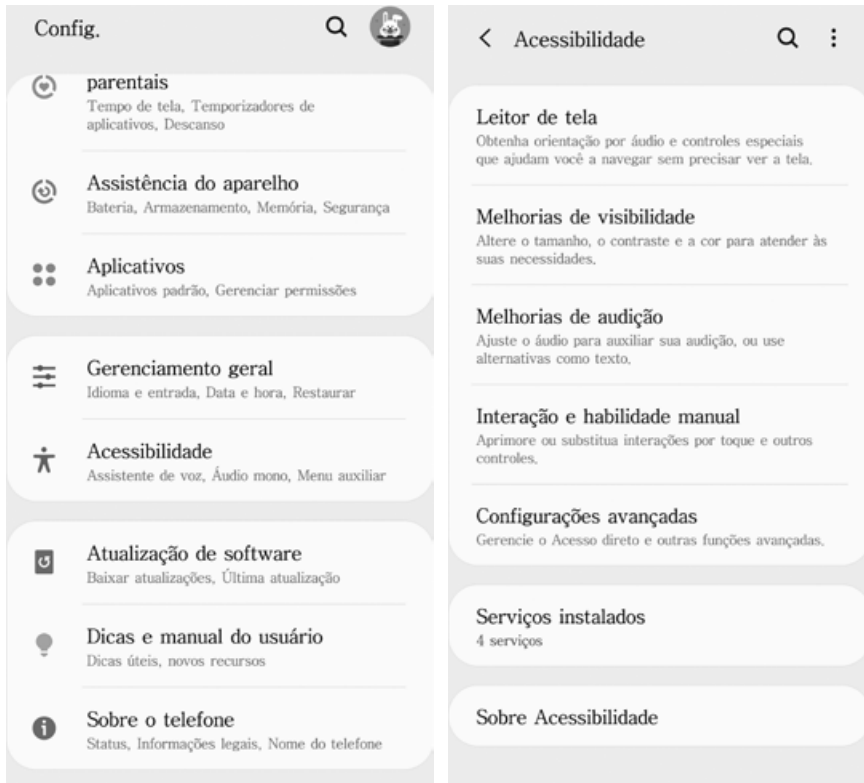 Config.
parentais
Tempo de tela, Temporizadores de
aplicativos, Descanso
Assistência do aparelho
Bateria, Armazenamento, Memória, Segurança
Aplicativos
Aplicativos padrão, Gerenciar permissões
Gerenciamento geral
Idioma e entrada, Data e hora, Restaurar
Acessibilidade
Assistente de voz, Áudio mono, Menu auxiliar
Atualização de software
Baixar atualizações, Última atualização
Dicas e manual do usuário
Dicas úteis, novos recursos
Sobre o telefone
Status, Informações legais, Nome do telefone
Acessibilidade
Leitor de tela
Obtenha orientação por áudio e controles especiais
que ajudam você a navegar sem precisar ver a tela.
Melhorias de visibilidade
Altere o tamanho, o contraste e a cor para atender às
suas necessidades.
Melhorias de audição
Ajuste o áudio para auxiliar sua audição, ou use
alternativas como texto.
Interação e habilidade manual
Aprimore ou substitua interações por toque e outros
controles.
Configurações avançadas
Gerencie o Acesso direto e outras funções avançadas.
Serviços instalados
4 serviços
Sobre Acessibilidade